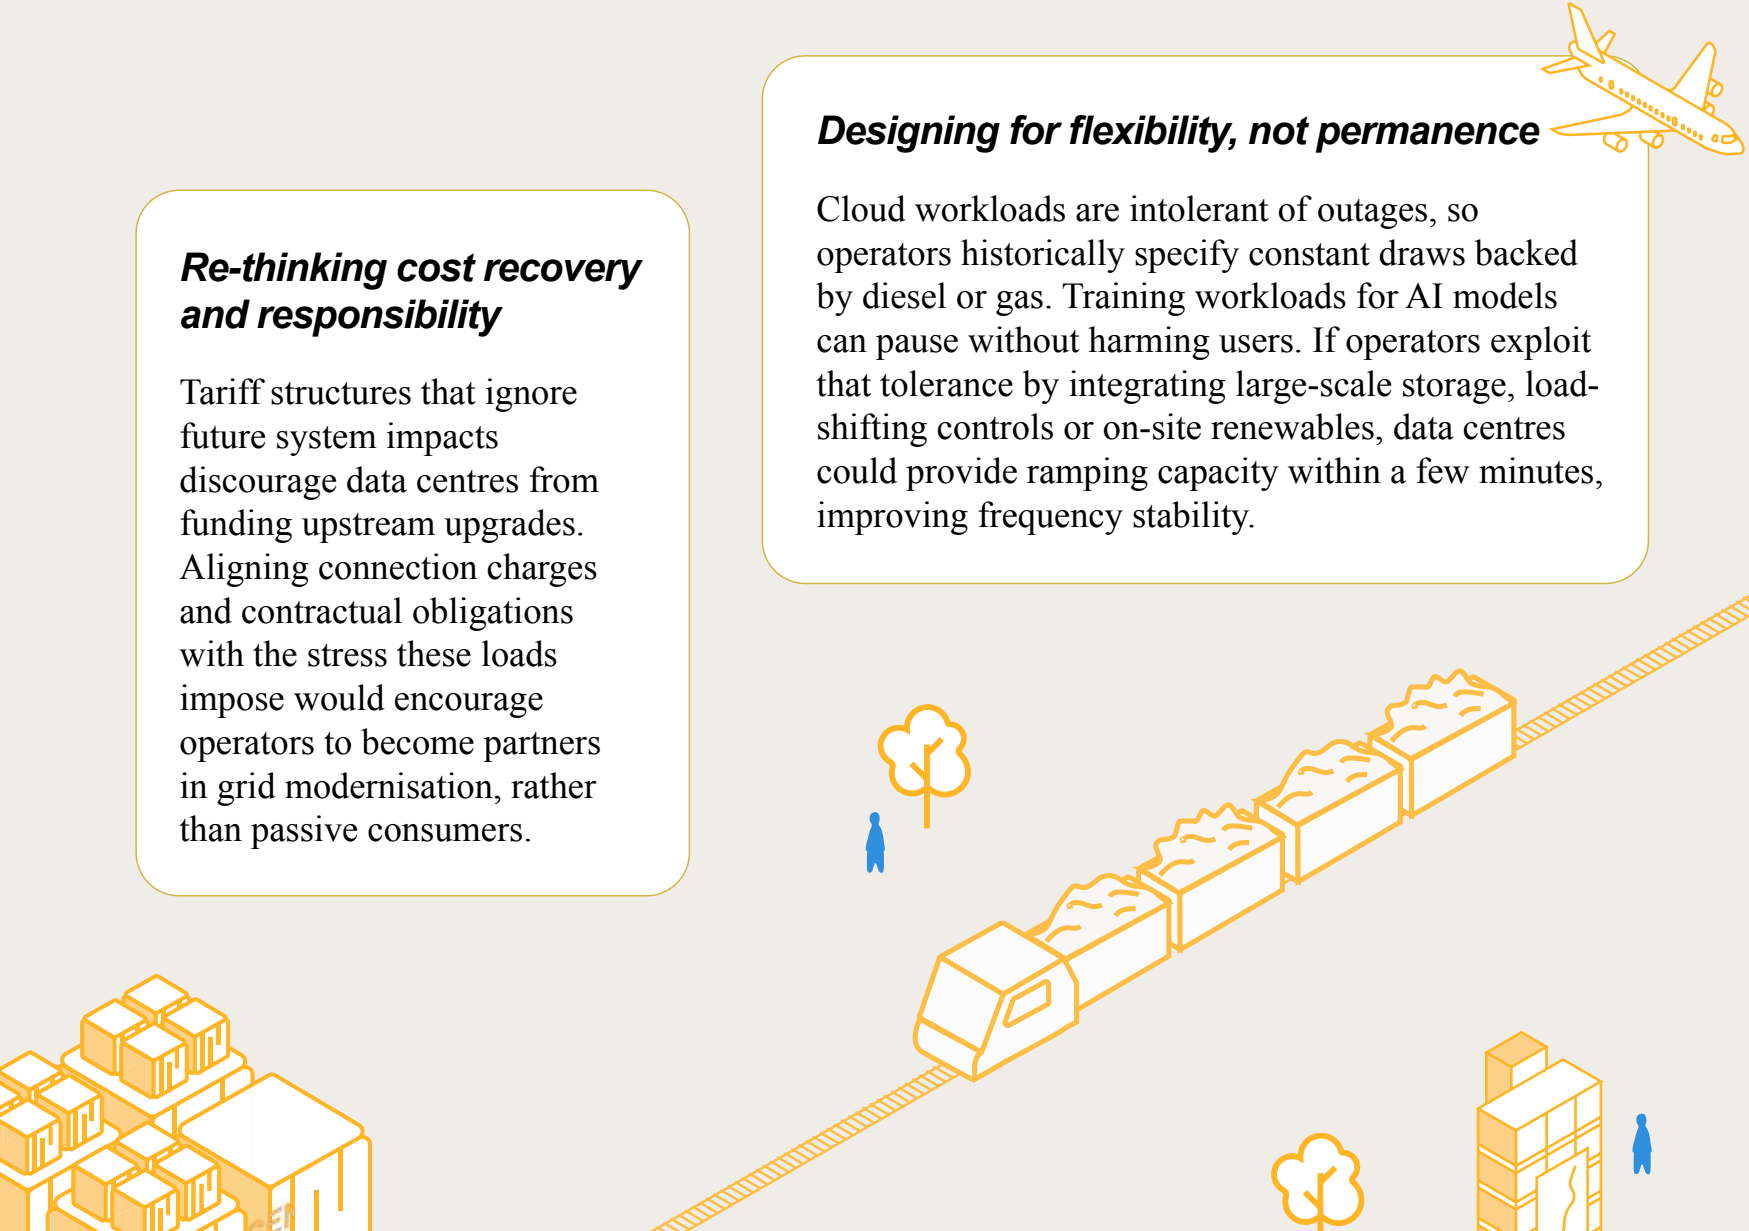 Re-thinking cost recovery
and responsibility
Tariff structures that ignore
future system impacts
discourage data centres from
funding upstream upgrades.
Aligning connection charges
and contractual obligations
with the stress these loads
impose would encourage
operators to become partners
in grid modernisation, rather
than passive consumers.
Designing for flexibility, not permanence
Cloud workloads are intolerant of outages, so
operators historically specify constant draws backed
by diesel or gas. Training workloads for AI models
can pause without harming users. If operators exploit
that tolerance by integrating large-scale storage, load-
shifting controls or on-site renewables, data centres
could provide ramping capacity within a few minutes,
improving frequency stability.